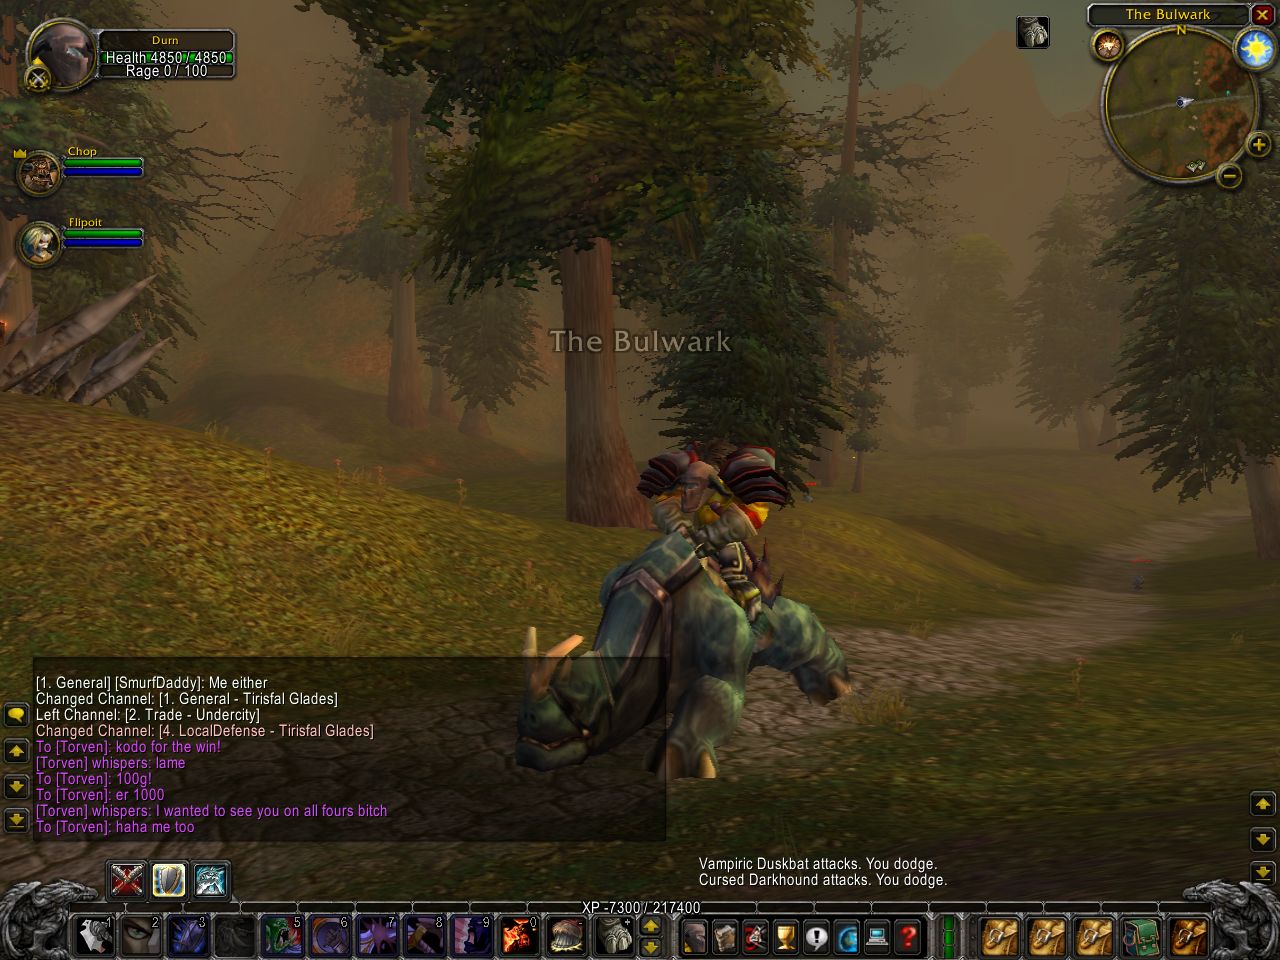 Durn
Health 4850 / 4850
Rage 0 / 100
Chop
Flipoit
The Bulwark
N
The Bulwark
[1. General] [SmurfDaddy]: Me either
Changed Channel: [1. General - Tirisfal Glades]
Left Channel: [2. Trade - Undercity]
Changed Channel: [4. LocalDefense - Tirisfal Glades]
To [Torven]: kodo for the win!
[Torven] whispers: lame
To [Torven]: 100g!
To [Torven]: er 1000
[Torven] whispers: I wanted to see you on all fours bitch
To [Torven]: haha me too
Vampiric Duskbat attacks. You dodge.
Cursed Darkhound attacks. You dodge.
XP -7300 / 217400
1 2 3 5 6 7 8 9 0 +